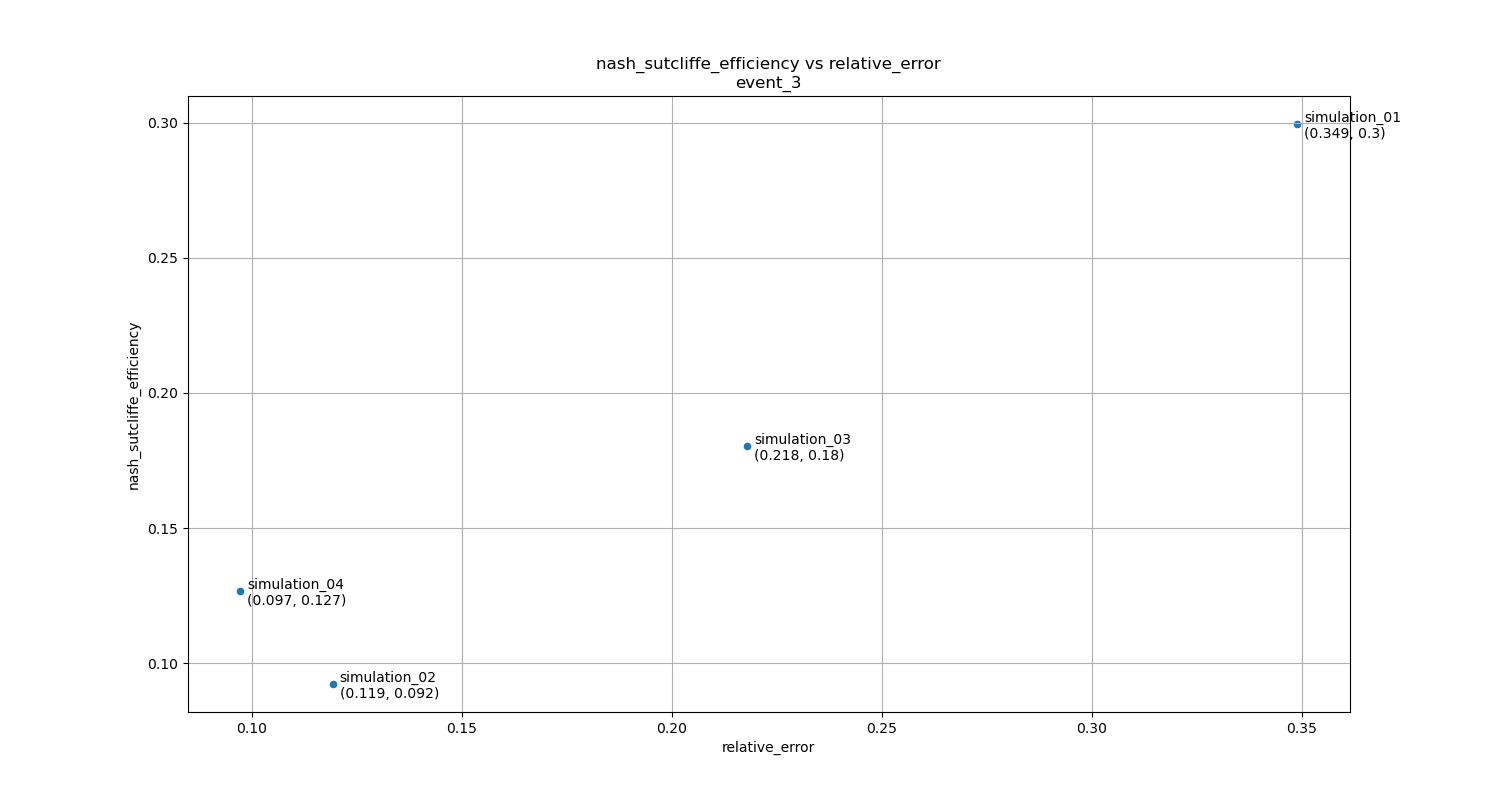 nash_sutcliffe_efficiency vs relative_error
event_3
0.30
0.25
0.20
0.15
0.10
nash_sutcliffe_efficiency
simulation_01
(0.349, 0.3)
simulation_03
(0.218, 0.18)
simulation_04
(0.097, 0.127)
simulation_02
(0.119, 0.092)
0.10 0.15 0.20 0.25 0.30 0.35
relative_error